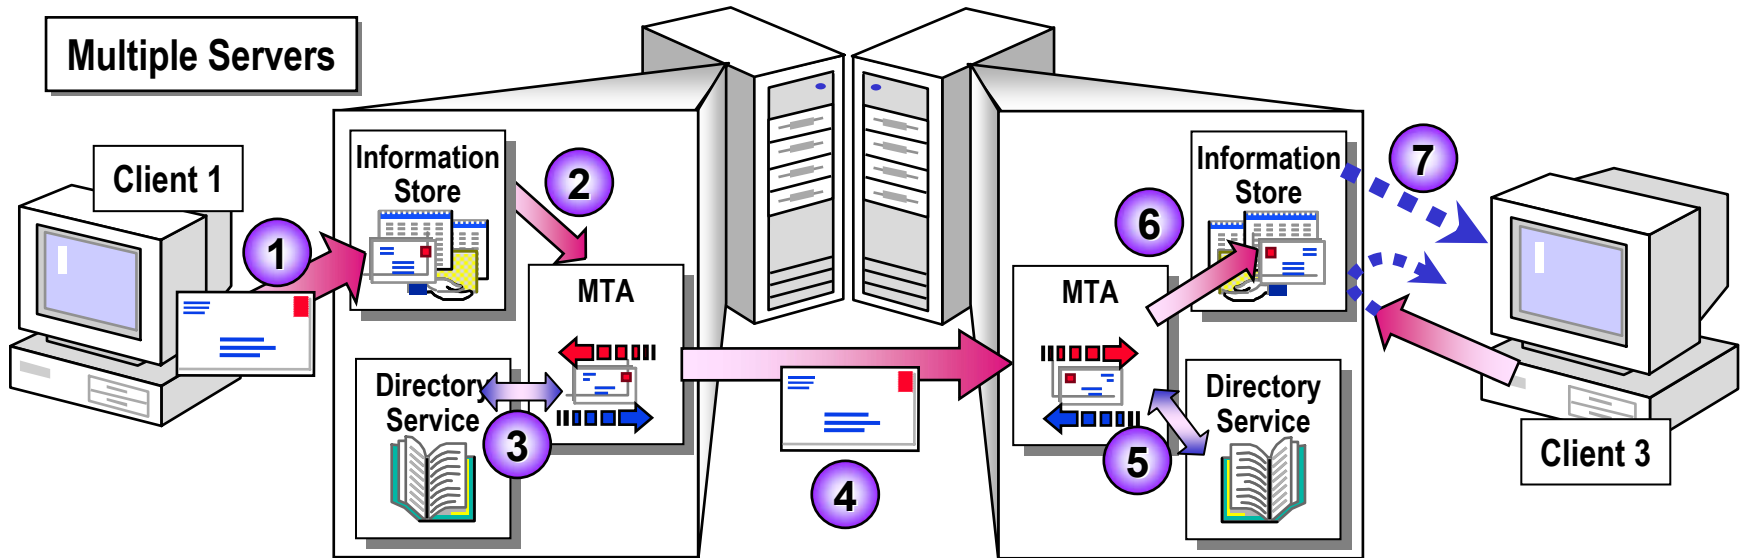 Multiple Servers
Client 1
1
Information
Store
2
MTA
Directory
Service
3
4
MTA
5
Directory
Service
6
Information
Store
7
Client 3